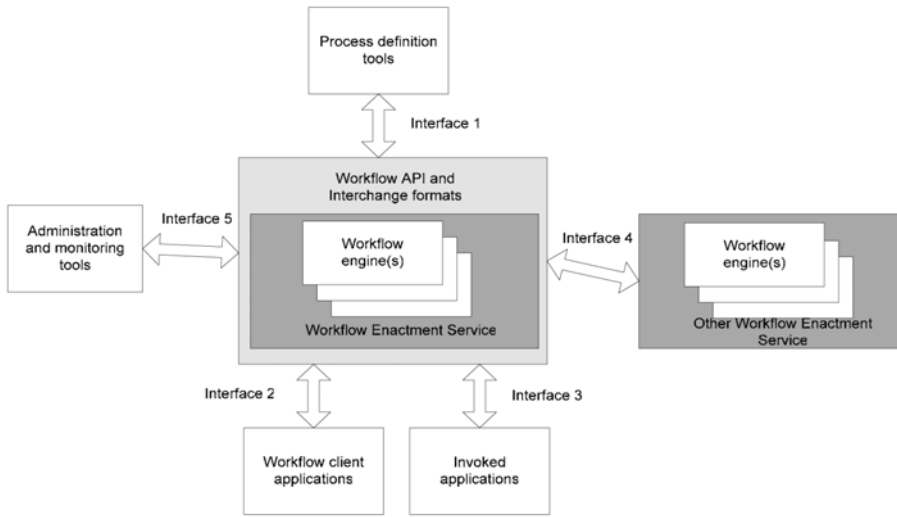 Process definition
tools
Interface 1
Workflow API and
Interchange formats
Interface 5
Administration
and monitoring
tools
Workflow
engine(s)
Workflow Enactment Service
Interface 4
Workflow
engine(s)
Other Workflow Enactment
Service
Interface 2
Interface 3
Workflow client
applications
Invoked
applications